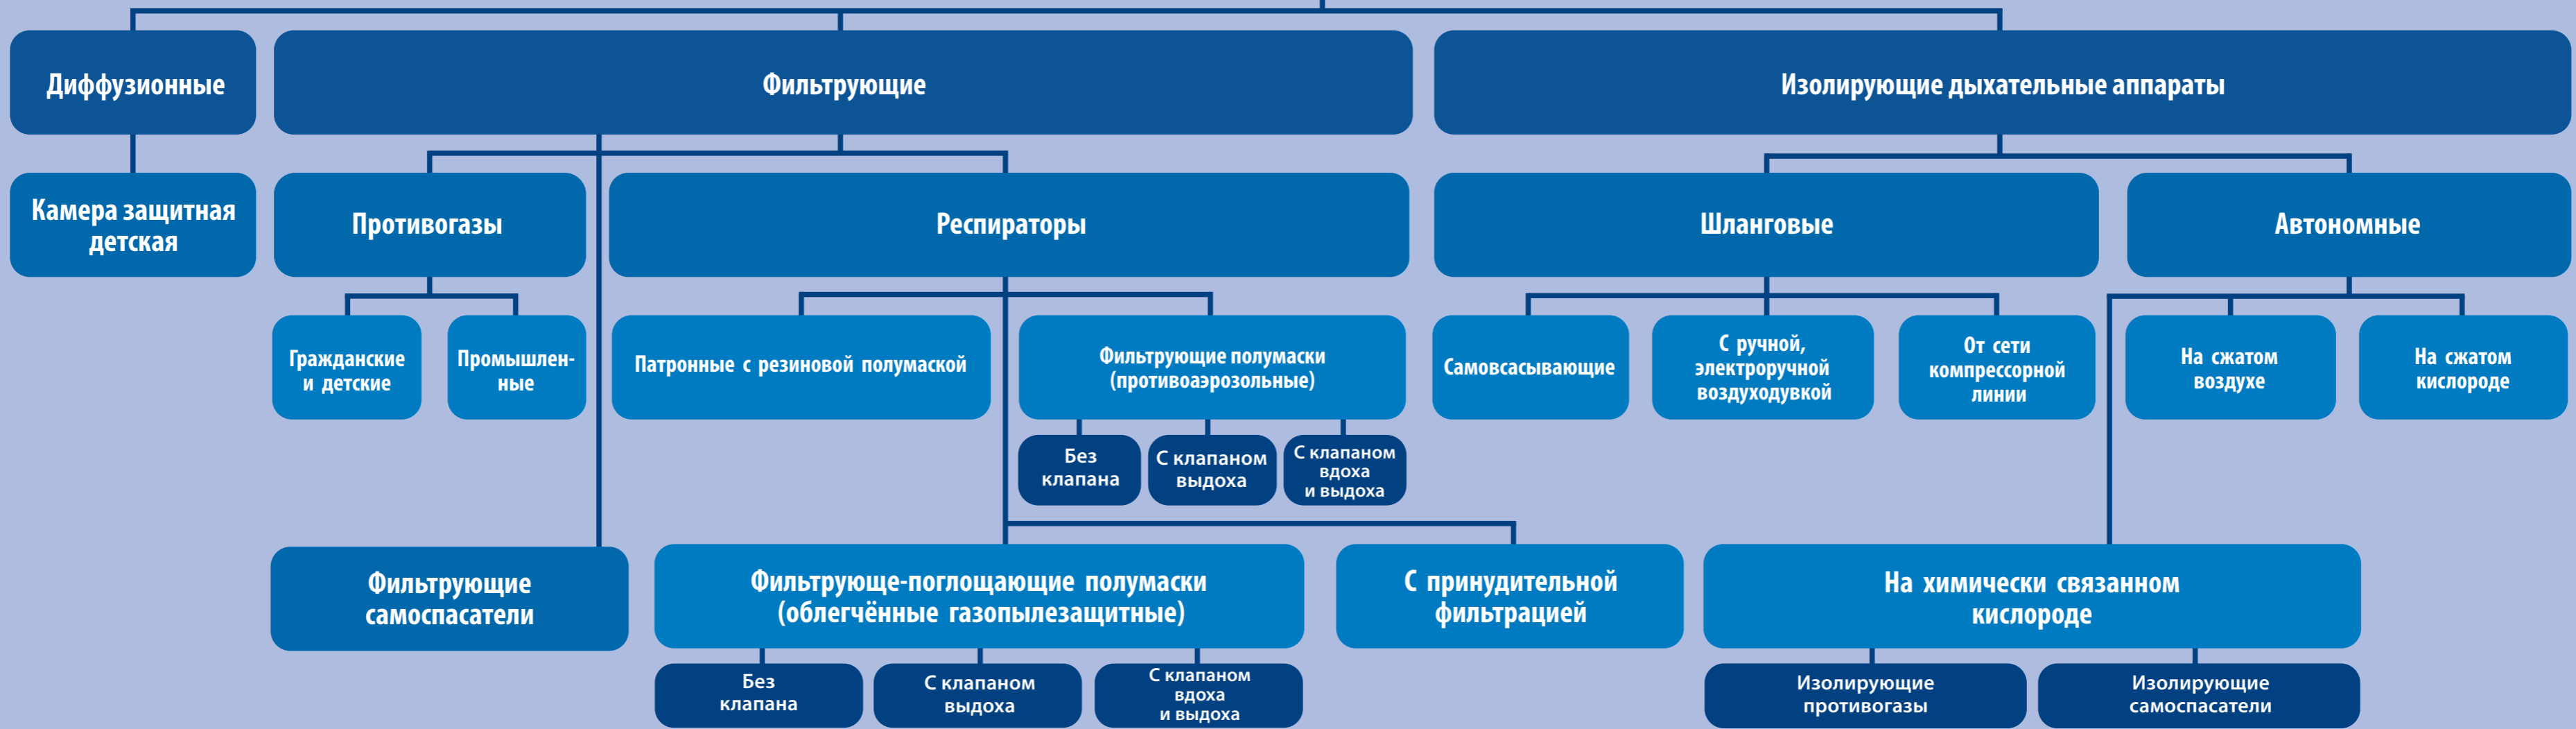 Диффузионные
Фильтрующие
Изолирующие дыхательные аппараты
Камера защитная
детская
Противогазы
Респираторы
Шланговые
Автономные
Гражданские
и детские
Промышлен-
ные
Патронные с резиновой полумаской
Фильтрующие полумаски
(противоаэрозольные)
Самовсасывающие
С ручной,
электроручной
воздуходувкой
От сети
компрессорной
линии
На сжатом
воздухе
На сжатом
кислороде
Без
клапана
С клапаном
выдоха
С клапаном
вдоха
и выдоха
Фильтрующие
самоспасатели
Фильтрующе-поглощающие полумаски
(облегчённые газопылезащитные)
С принудительной
фильтрацией
На химически связанном
кислороде
Без
клапана
С клапаном
выдоха
С клапаном
вдоха
и выдоха
Изолирующие
противогазы
Изолирующие
самоспасатели